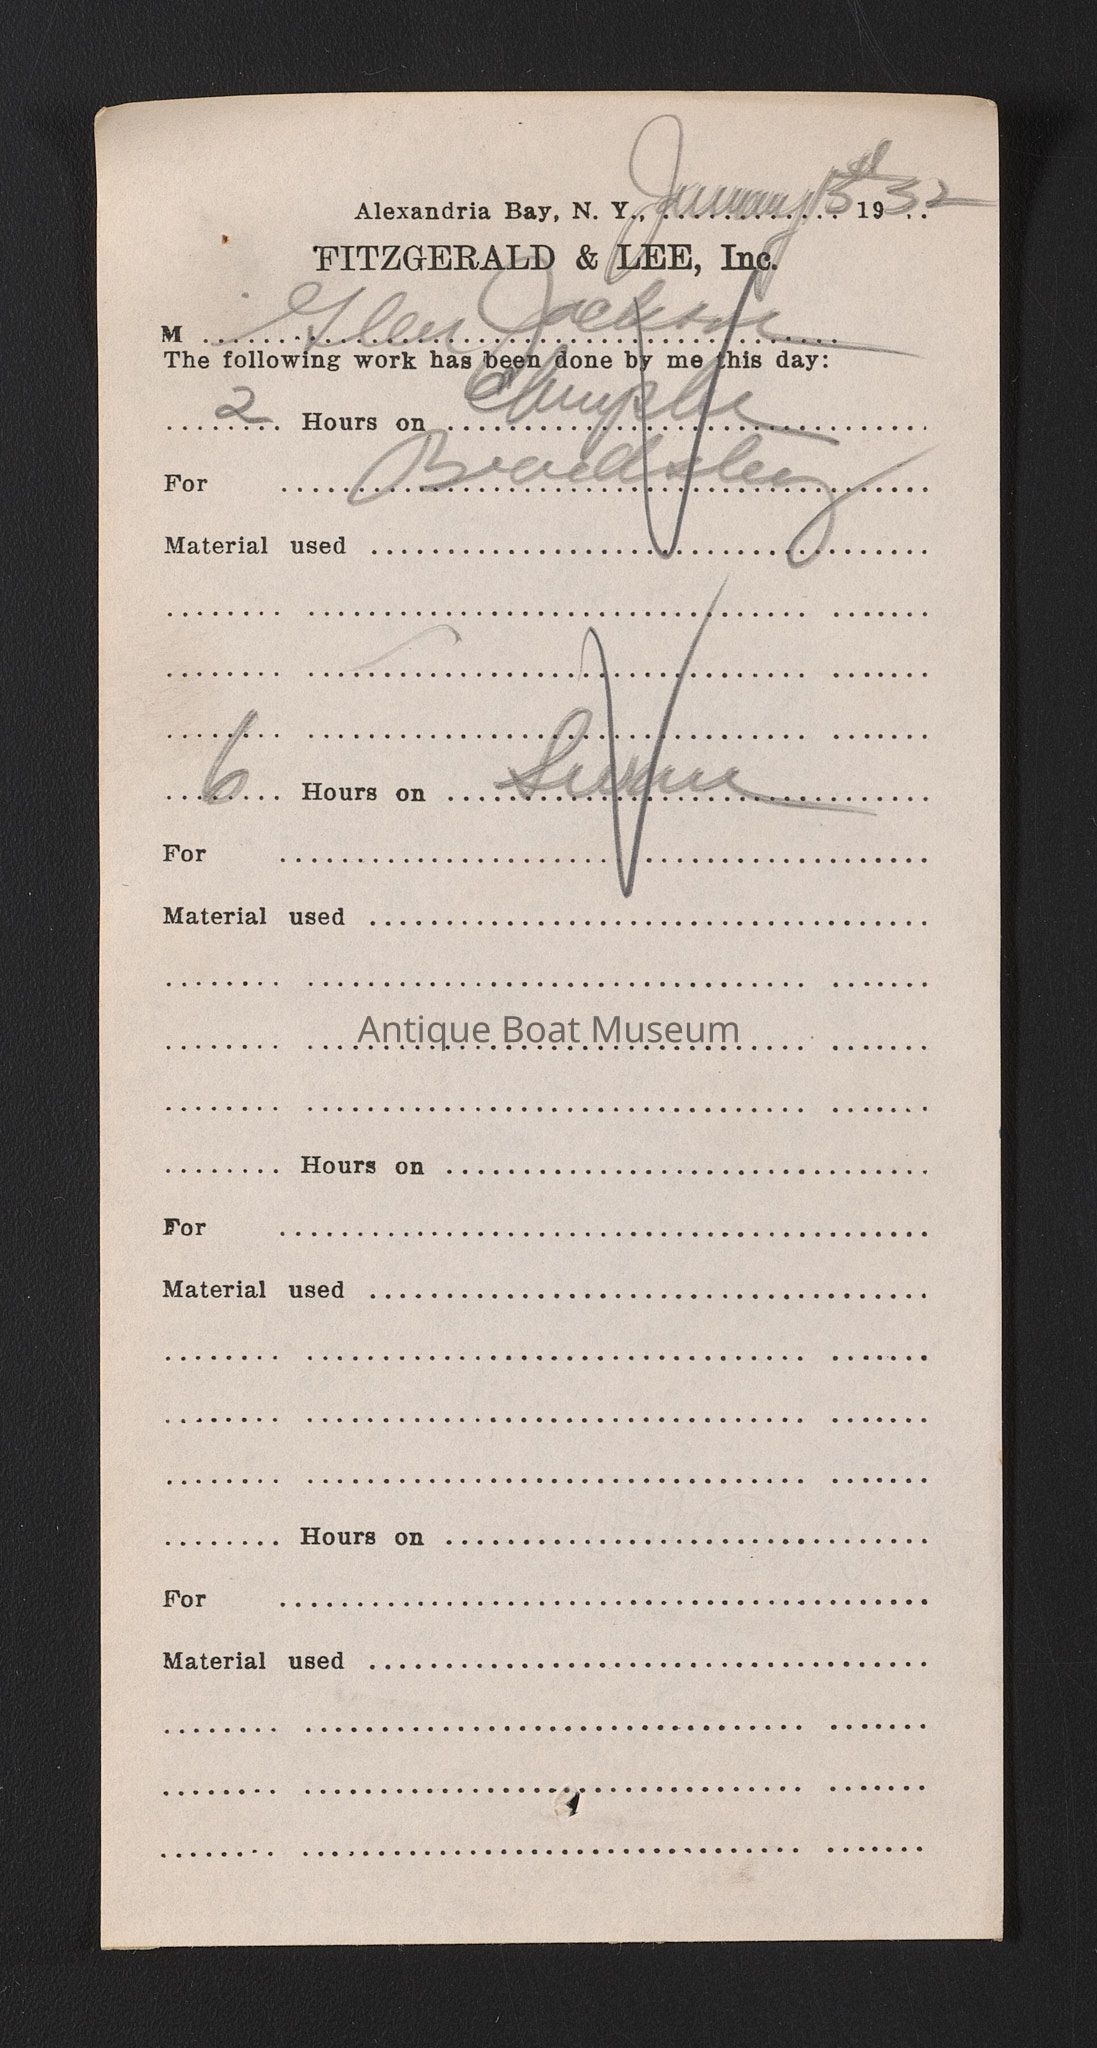 Alexandria Bay, N. Y., January 13th 1932
FITZGERALD & LEE, Inc.
M Glen Jackson
The following work has been done by me this day:
2 Hours on
For Beardsley
Material used
6 Hours on Swan
For
Material used
Antique Boat Museum
Hours on
For
Material used
Hours on
For
Material used